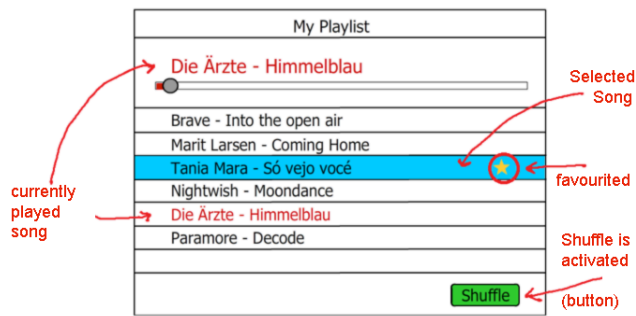 My Playlist
Die Ärzte - Himmelblau
Selected
Song
Brave - Into the open air
Marit Larsen - Coming Home
Tania Mara - Só vejo vocé
favourited
Nightwish - Moondance
currently
played
song
Die Ärzte - Himmelblau
Paramore - Decode
Shuffle is
activated
(button)
Shuffle